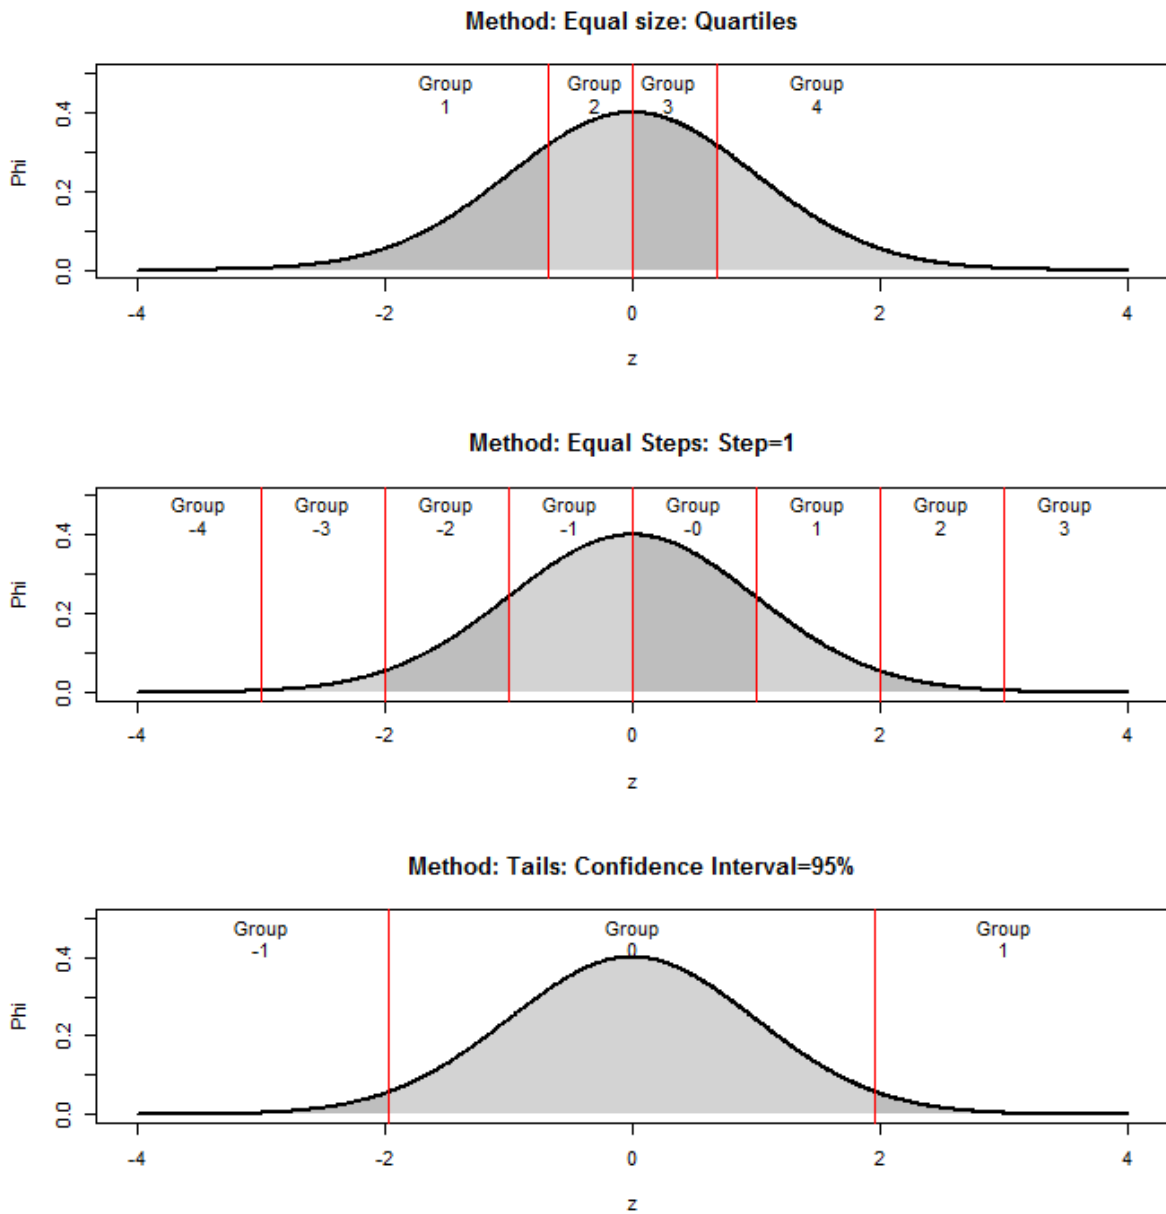 Method: Equal size: Quartiles
Group Group Group Group
1 2 3 4
Phi
0.4
0.2
0.0
-4 -2 0 2 4
z
Method: Equal Steps: Step=1
Group Group Group Group Group Group Group Group
-4 -3 -2 -1 -0 1 2 3
Phi
0.4
0.2
0.0
-4 -2 0 2 4
z
Method: Tails: Confidence Interval=95%
Group Group Group
-1 0 1
Phi
0.4
0.2
0.0
-4 -2 0 2 4
z